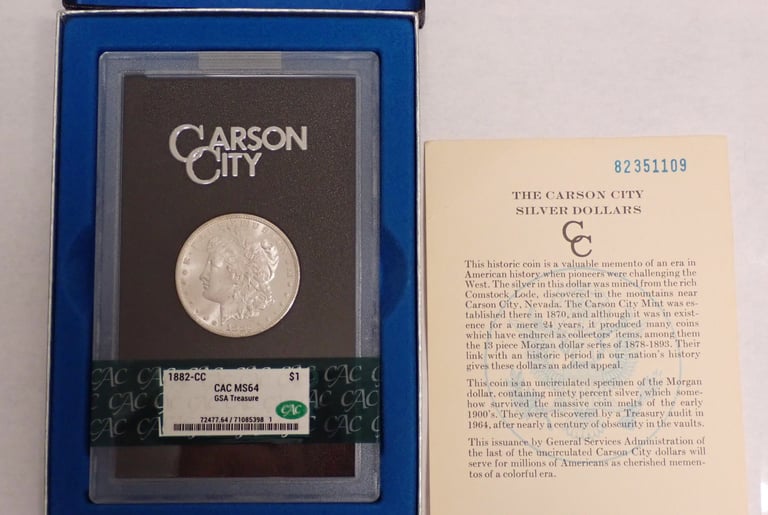 CARSON
CITY
1882-CC $1
CAC MS64
GSA Treasure
72477.64 / 71085398 1
CAC
CAC CAC CAC CAC
82351109
THE CARSON CITY
SILVER DOLLARS
CC
This historic coin is a valuable memento of an era in
American history when pioneers were challenging the
West. The silver in this dollar was mined from the rich
Comstock Lode, discovered in the mountains near
Carson City, Nevada. The Carson City Mint was es-
tablished there in 1870, and although it was in exist-
ence for a mere 24 years, it produced many coins
which have endured as collectors' items, among them
the 13 piece Morgan dollar series of 1878-1893. Their
link with an historic period in our nation's history
gives these dollars an added appeal.
This coin is an uncirculated specimen of the Morgan
dollar, containing ninety percent silver, which some-
how survived the massive coin melts of the early
1900's. They were discovered by a Treasury audit in
1964, after nearly a century of obscurity in the vaults.
This issuance by General Services Administration of
the last of the uncirculated Carson City dollars will
serve for millions of Americans as cherished memen-
tos of a colorful era.